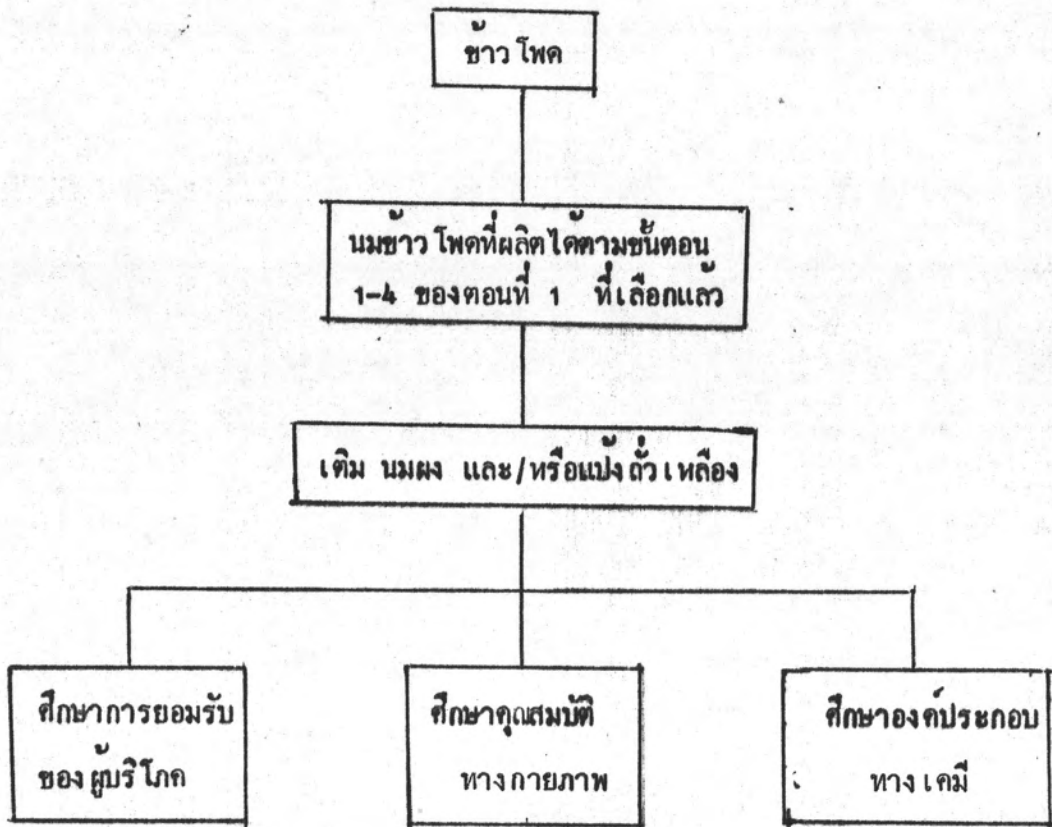 ข้าวโพด
นมข้าวโพดที่ผลิตได้ตามขั้นตอน
1-4 ของตอนที่ 1 ที่เลือกแล้ว
เติม นมผง และ/หรือแป้งถั่วเหลือง
ศึกษาการยอมรับ
ของผู้บริโภค
ศึกษาคุณสมบัติ
ทางกายภาพ
ศึกษาองค์ประกอบ
ทางเคมี